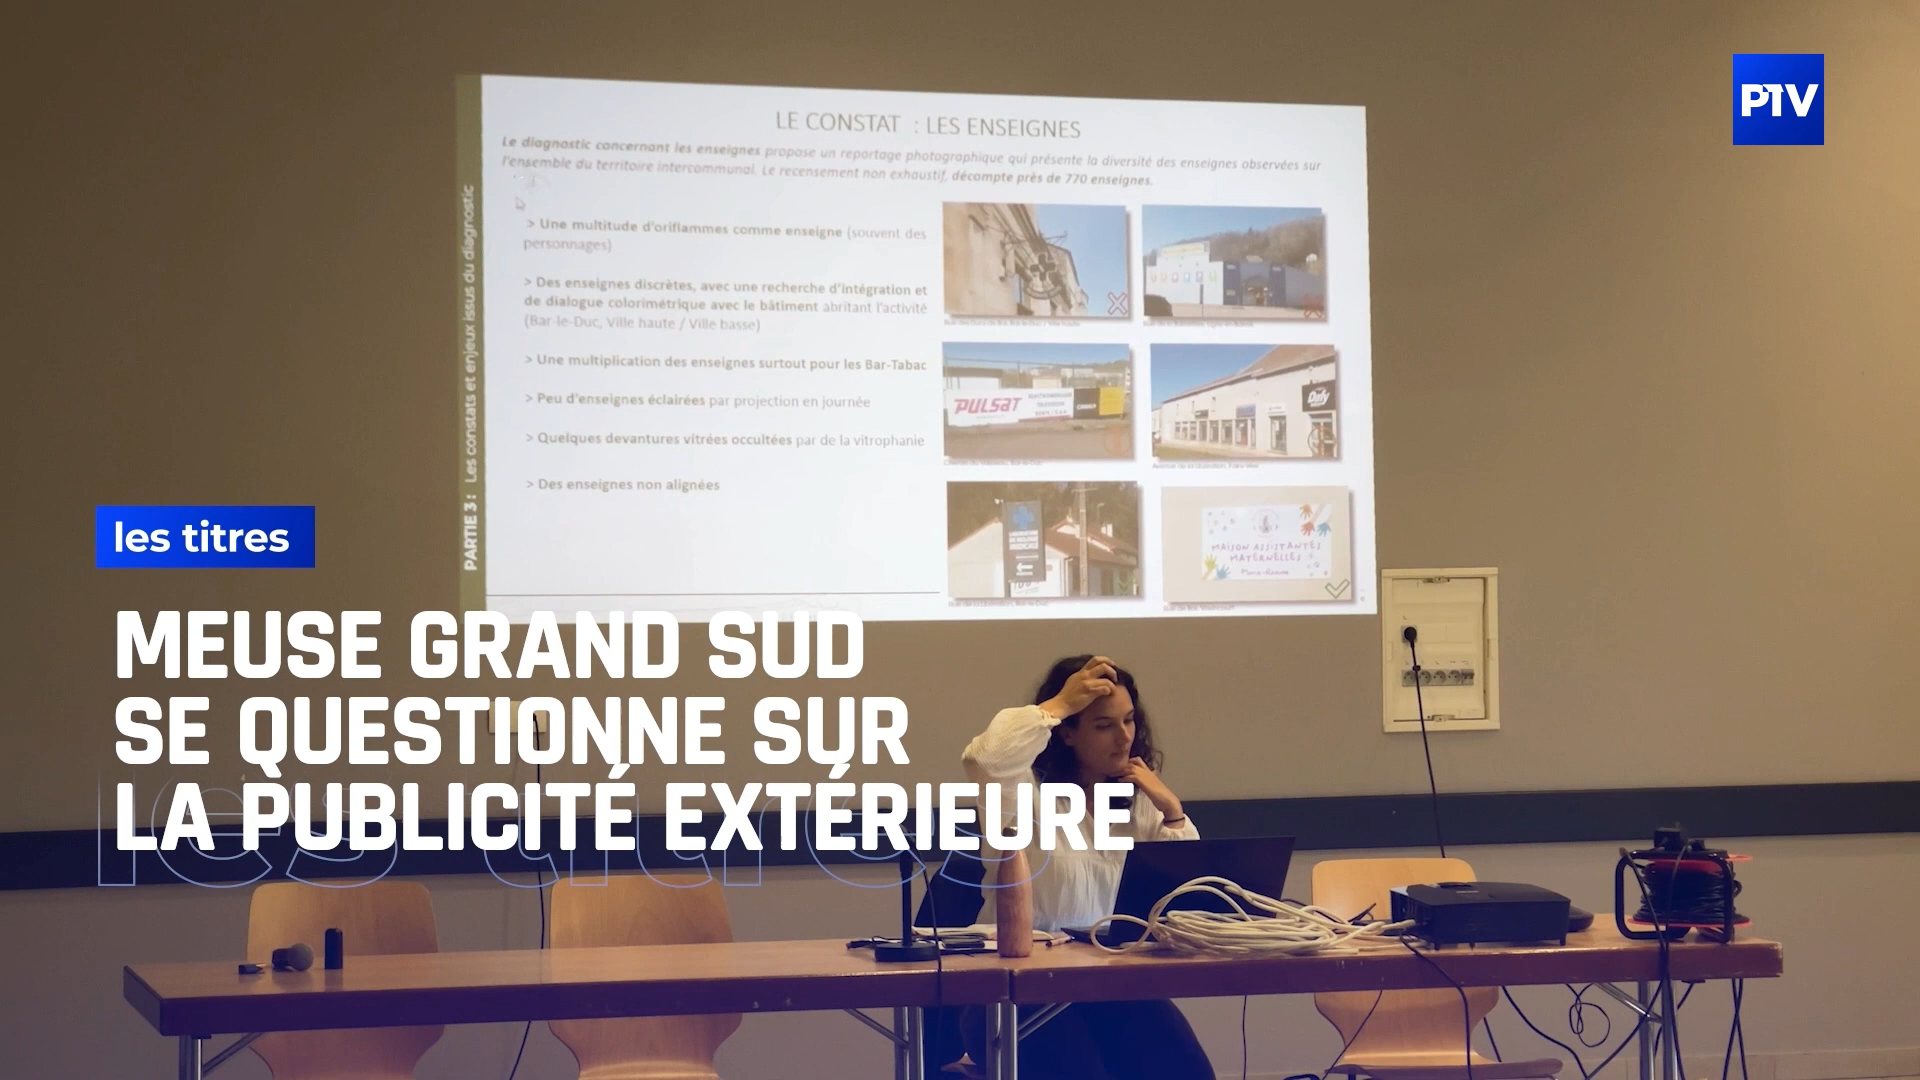 PTV
LE CONSTAT : LES ENSEIGNES
Le diagnostic concernant les enseignes propose un reportage photographique qui présente la diversité des enseignes observées sur
l'ensemble du territoire intercommunal. Le recensement non exhaustif, décompte près de 770 enseignes.
> Une multitude d'oriflammes comme enseigne (souvent des
personnages)
> Des enseignes discrètes, avec une recherche d'intégration et
de dialogue colorimétrique avec le bâtiment abritant l'activité
(Bar-le-Duc, Ville haute / Ville basse)
> Une multiplication des enseignes surtout pour les Bar-Tabac
> Peu d'enseignes éclairées par projection en journée
> Quelques devantures vitrées occultées par de la vitrophanie
> Des enseignes non alignées
PARTIE 3 : Les constats et enjeux issus du diagnostic
PULSAT
Dafy
MAISON ASSISTANTES
MATERNELLES
les titres
MEUSE GRAND SUD
SE QUESTIONNE SUR
LA PUBLICITÉ EXTÉRIEURE
les titres